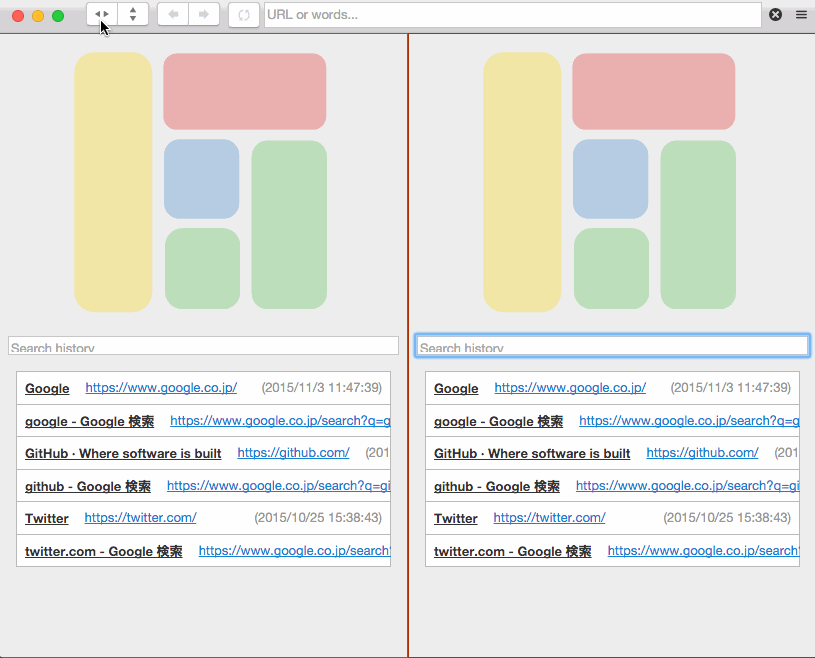 URL or words...
Search history
Google https://www.google.co.jp/ (2015/11/3 11:47:39)
google - Google 検索 https://www.google.co.jp/search?q=g
GitHub · Where software is built https://github.com/ (201
github - Google 検索 https://www.google.co.jp/search?q=gi
Twitter https://twitter.com/ (2015/10/25 15:38:43)
twitter.com - Google 検索 https://www.google.co.jp/search
Search history
Google https://www.google.co.jp/ (2015/11/3 11:47:39)
google - Google 検索 https://www.google.co.jp/search?q=g
GitHub · Where software is built https://github.com/ (201
github - Google 検索 https://www.google.co.jp/search?q=gi
Twitter https://twitter.com/ (2015/10/25 15:38:43)
twitter.com - Google 検索 https://www.google.co.jp/search